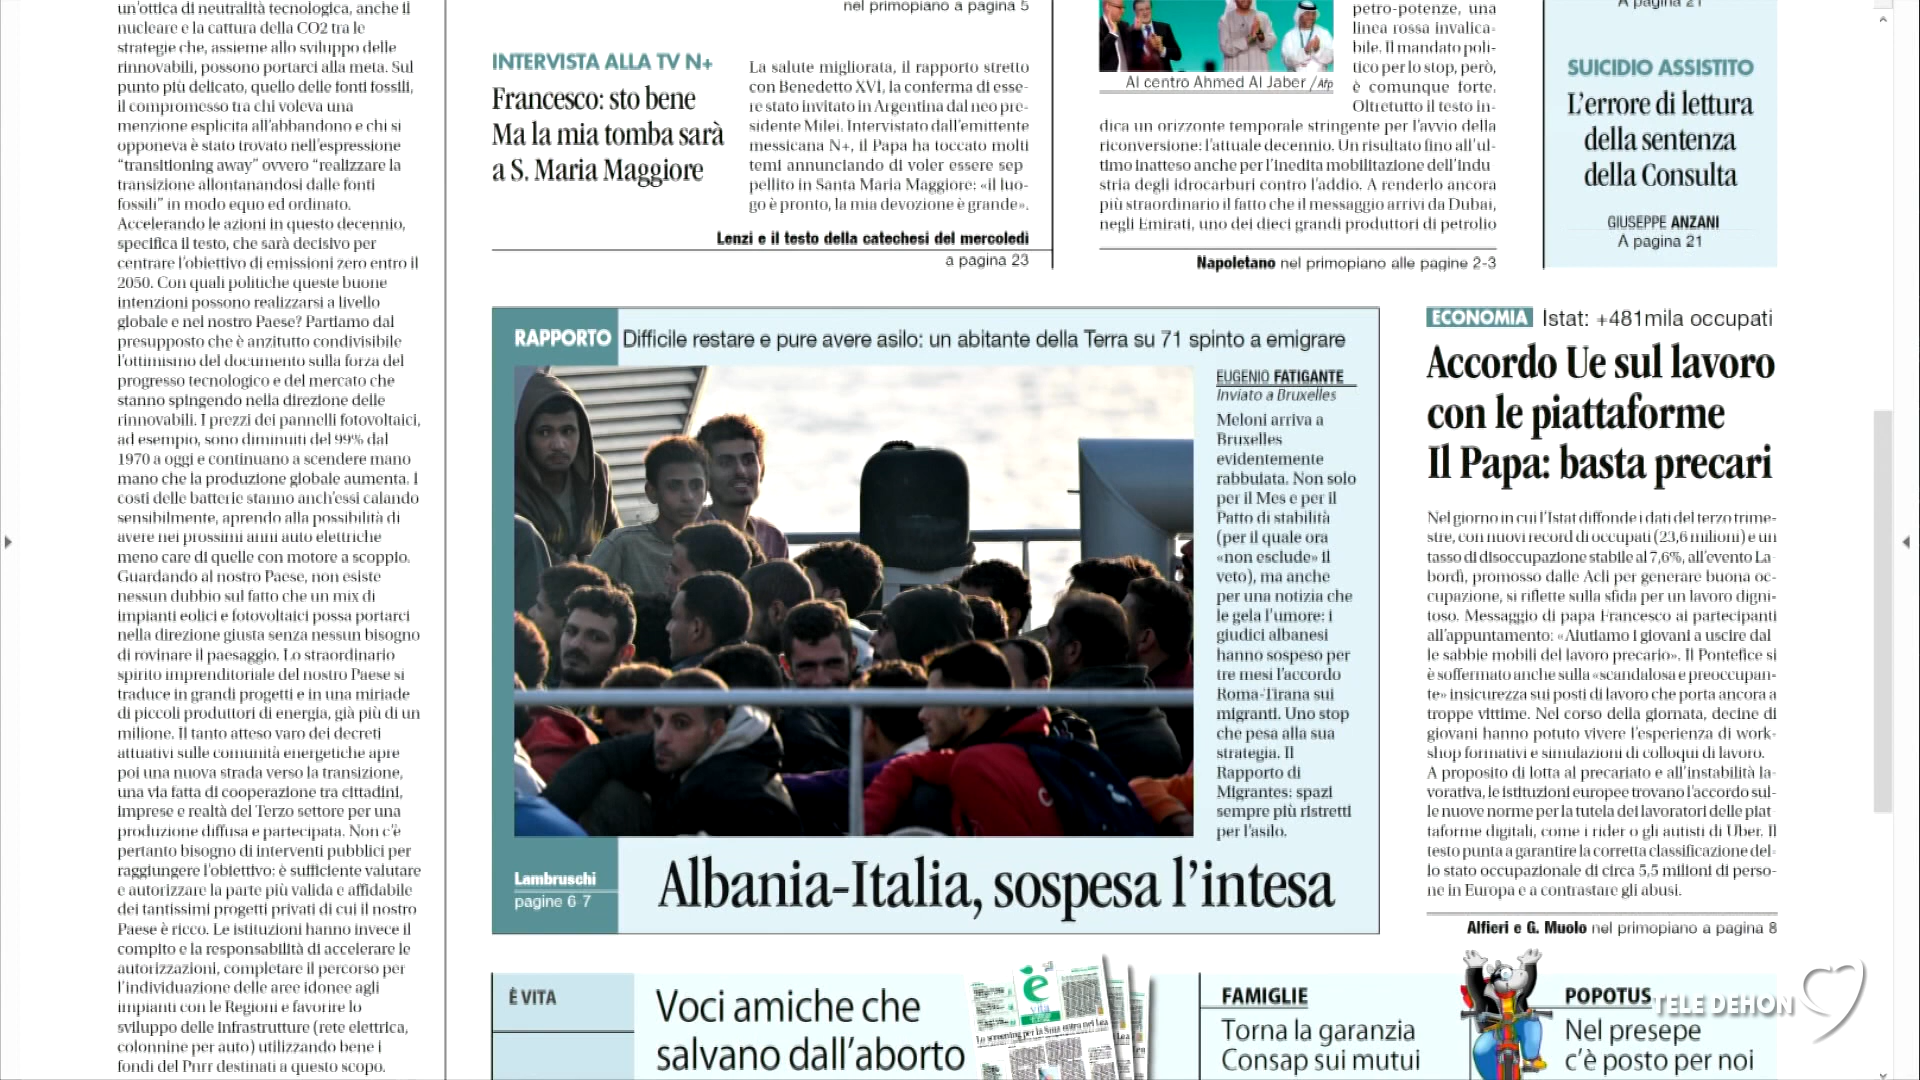 un'ottica di neutralità tecnologica, anche il
nucleare e la cattura della CO2 tra le
strategie che, assieme allo sviluppo delle
rinnovabili, possono portarci alla meta. Sul
punto più delicato, quello delle fonti fossili,
il compromesso tra chi voleva una
menzione esplicita all'abbandono e chi si
opponeva è stato trovato nell'espressione
“transitioning away” ovvero “realizzare la
transizione allontanandosi dalle fonti
fossili” in modo equo ed ordinato.
Accelerando le azioni in questo decennio,
specifica il testo, che sarà decisivo per
centrare l'obiettivo di emissioni zero entro il
2050. Con quali politiche queste buone
intenzioni possono realizzarsi a livello
globale e nel nostro Paese? Partiamo dal
presupposto che è anzitutto condivisibile
l'ottimismo del documento sulla forza del
progresso tecnologico e del mercato che
stanno spingendo nella direzione delle
rinnovabili. I prezzi dei pannelli fotovoltaici,
ad esempio, sono diminuiti del 99% dal
1970 a oggi e continuano a scendere mano
mano che la produzione globale aumenta. I
costi delle batterie stanno anch'essi calando
sensibilmente, aprendo alla possibilità di
avere nei prossimi anni auto elettriche
meno care di quelle con motore a scoppio.
Guardando al nostro Paese, non esiste
nessun dubbio sul fatto che un mix di
impianti eolici e fotovoltaici possa portarci
nella direzione giusta senza nessun bisogno
di rovinare il paesaggio. Lo straordinario
spirito imprenditoriale del nostro Paese si
traduce in grandi progetti e in una miriade
di piccoli produttori di energia, già più di un
milione. Il tanto atteso varo dei decreti
attuativi sulle comunità energetiche apre
poi una nuova strada verso la transizione,
una via fatta di cooperazione tra cittadini,
imprese e realtà del Terzo settore per una
produzione diffusa e partecipata. Non c'è
pertanto bisogno di interventi pubblici per
raggiungere l'obiettivo: è sufficiente valutare
e autorizzare la parte più valida e affidabile
dei tantissimi progetti privati di cui il nostro
Paese è ricco. Le istituzioni hanno invece il
compito e la responsabilità di accelerare le
autorizzazioni, completare il percorso per
l'individuazione delle aree idonee agli
impianti con le Regioni e favorire lo
sviluppo delle infrastrutture (rete elettrica,
colonnine per auto) utilizzando bene i
fondi del Pnrr destinati a questo scopo.
nel primopiano a pagina 5
INTERVISTA ALLA TV N+
Francesco: sto bene
Ma la mia tomba sarà
a S. Maria Maggiore
La salute migliorata, il rapporto stretto
con Benedetto XVI, la conferma di esse-
re stato invitato in Argentina dal neo pre-
sidente Milei. Intervistato dall'emittente
messicana N+, il Papa ha toccato molti
temi annunciando di voler essere sep
pellito in Santa Maria Maggiore: «il luo-
go è pronto, la mia devozione è grande».
Lenzi e il testo della catechesi del mercoledì
a pagina 23
Al centro Ahmed Al Jaber / Afp
petro-potenze, una
linea rossa invalica-
bile. Il mandato poli-
tico per lo stop, però,
è comunque forte.
Oltretutto il testo in-
dica un orizzonte temporale stringente per l'avvio della
riconversione: l'attuale decennio. Un risultato fino all'ul-
timo inatteso anche per l'inedita mobilitazione dell'indu
stria degli idrocarburi contro l'addio. A renderlo ancora
più straordinario il fatto che il messaggio arrivi da Dubai,
negli Emirati, uno dei dieci grandi produttori di petrolio
Napoletano nel primopiano alle pagine 2-3
A pagina 21
SUICIDIO ASSISTITO
L'errore di lettura
della sentenza
della Consulta
GIUSEPPE ANZANI
A pagina 21
RAPPORTO Difficile restare e pure avere asilo: un abitante della Terra su 71 spinto a emigrare
EUGENIO FATIGANTE
Inviato a Bruxelles
Meloni arriva a
Bruxelles
evidentemente
rabbuiata. Non solo
per il Mes e per il
Patto di stabilità
(per il quale ora
«non esclude» il
veto), ma anche
per una notizia che
le gela l'umore: i
giudici albanesi
hanno sospeso per
tre mesi l'accordo
Roma-Tirana sui
migranti. Uno stop
che pesa alla sua
strategia. Il
Rapporto di
Migrantes: spazi
sempre più ristretti
per l'asilo.
Lambruschi
pagine 6-7
Albania-Italia, sospesa l'intesa
ECONOMIA Istat: +481mila occupati
Accordo Ue sul lavoro
con le piattaforme
Il Papa: basta precari
Nel giorno in cui l'Istat diffonde i dati del terzo trime-
stre, con nuovi record di occupati (23,6 milioni) e un
tasso di disoccupazione stabile al 7,6%, all'evento La-
bordì, promosso dalle Acli per generare buona oc-
cupazione, si riflette sulla sfida per un lavoro digni-
toso. Messaggio di papa Francesco ai partecipanti
all'appuntamento: «Aiutiamo i giovani a uscire dal
le sabbie mobili del lavoro precario». Il Pontefice si
è soffermato anche sulla «scandalosa e preoccupan-
te» insicurezza sui posti di lavoro che porta ancora a
troppe vittime. Nel corso della giornata, decine di
giovani hanno potuto vivere l'esperienza di work-
shop formativi e simulazioni di colloqui di lavoro.
A proposito di lotta al precariato e all'instabilità la-
vorativa, le istituzioni europee trovano l'accordo sul-
le nuove norme per la tutela dei lavoratori delle piat
taforme digitali, come i rider o gli autisti di Uber. Il
testo punta a garantire la corretta classificazione del-
lo stato occupazionale di circa 5,5 milioni di perso-
ne in Europa e a contrastare gli abusi.
Alfieri e G. Muolo nel primopiano a pagina 8
È VITA
Voci amiche che
salvano dall'aborto
è
vita
FAMIGLIE
Torna la garanzia
Consap sui mutui
POPOTUS
Nel presepe
c'è posto per noi
TELE DEHON